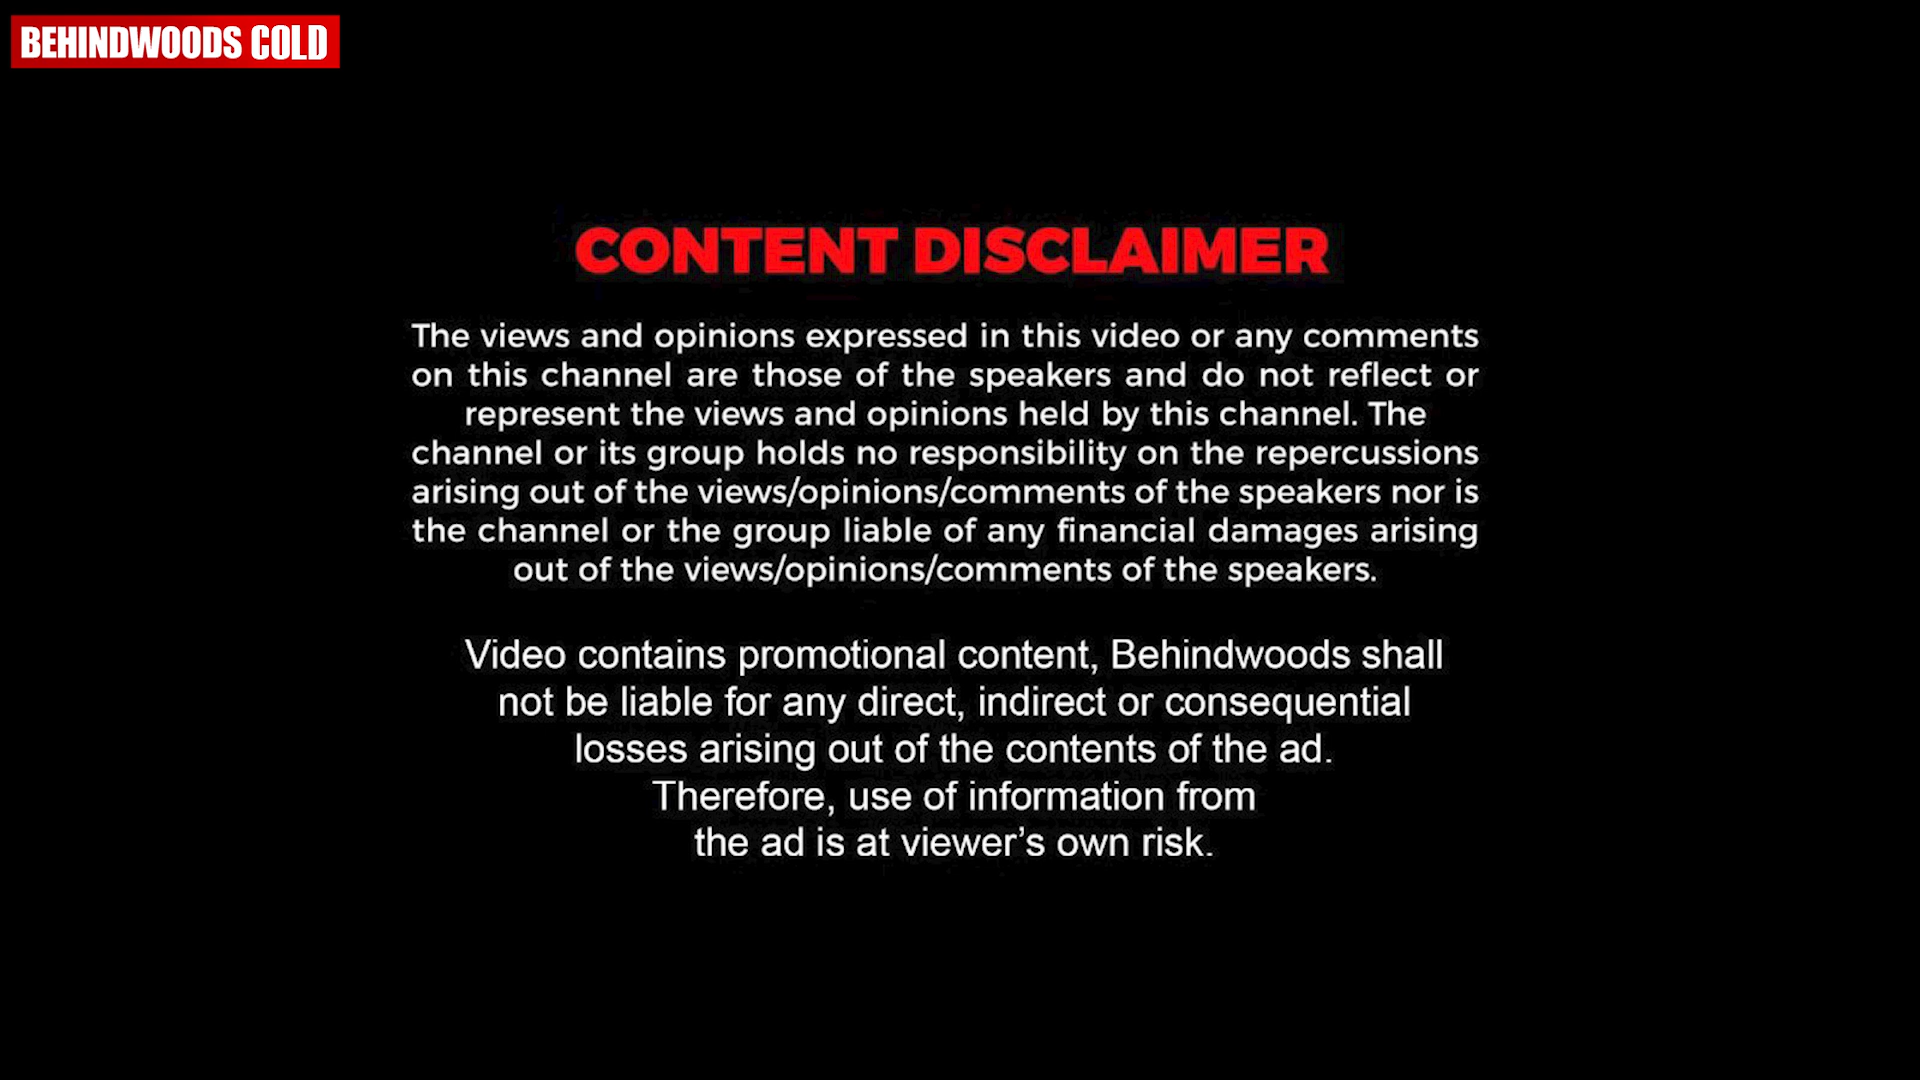 BEHINDWOODS COLD
CONTENT DISCLAIMER
The views and opinions expressed in this video or any comments
on this channel are those of the speakers and do not reflect or
represent the views and opinions held by this channel. The
channel or its group holds no responsibility on the repercussions
arising out of the views/opinions/comments of the speakers nor is
the channel or the group liable of any financial damages arising
out of the views/opinions/comments of the speakers.
Video contains promotional content, Behindwoods shall
not be liable for any direct, indirect or consequential
losses arising out of the contents of the ad.
Therefore, use of information from
the ad is at viewer’s own risk.